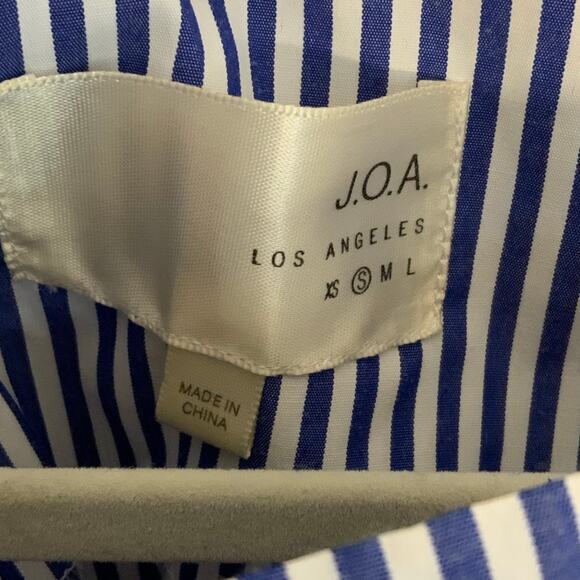 J.O.A.
LOS ANGELES
XS S M L
MADE IN
CHINA